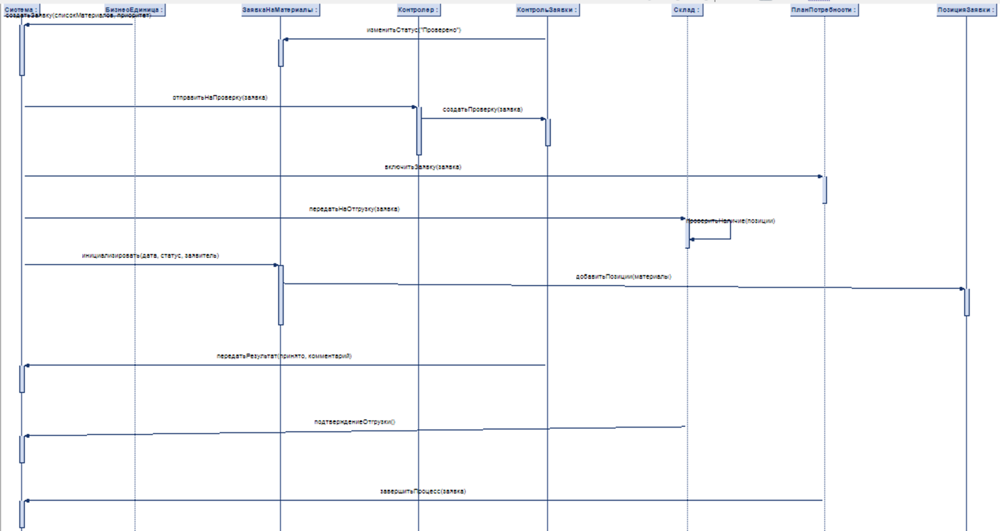 Система :
БизнеоЕдиница :
ЗаявкаНаМатериалы :
Контролер :
КонтрольЗаявки :
Склад :
ПланПотребности :
ПозицияЗаявки :
создатьЗаявку(списокМатериалов, приоритет)
изменитьСтатус("Проверено")
отправитьНаПроверку(заявка)
создатьПроверку(заявка)
включитьЗаявку(заявка)
передатьНаОтгрузку(заявка)
проверитьНаличие(позиции)
инициализировать(дата, статус, заявитель)
добавитьПозиции(материалы)
передатьРезультат(принято, комментарий)
подтверждениеОтгрузки()
завершитьПроцесс(заявка)